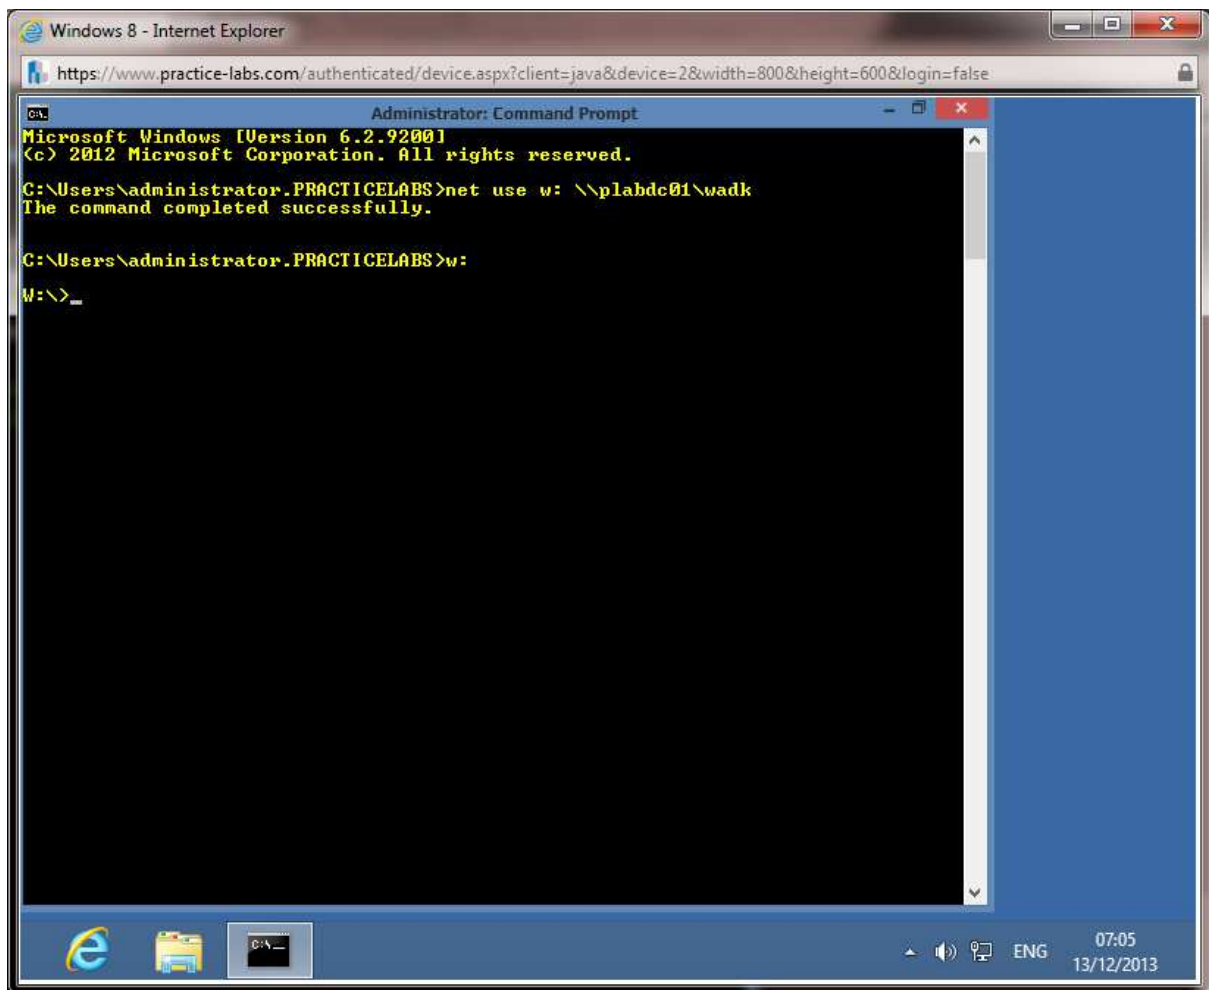 Windows 8 - Internet Explorer
https://www.practice-labs.com/authenticated/device.aspx?client=java&device=2&width=800&height=600&login=false
Administrator: Command Prompt
Microsoft Windows [Version 6.2.9200]
(c) 2012 Microsoft Corporation. All rights reserved.
C:\Users\administrator.PRACTICELABS>net use w: \\plabdc01\wadk
The command completed successfully.
C:\Users\administrator.PRACTICELABS>w:
W:\>_
ENG
07:05
13/12/2013